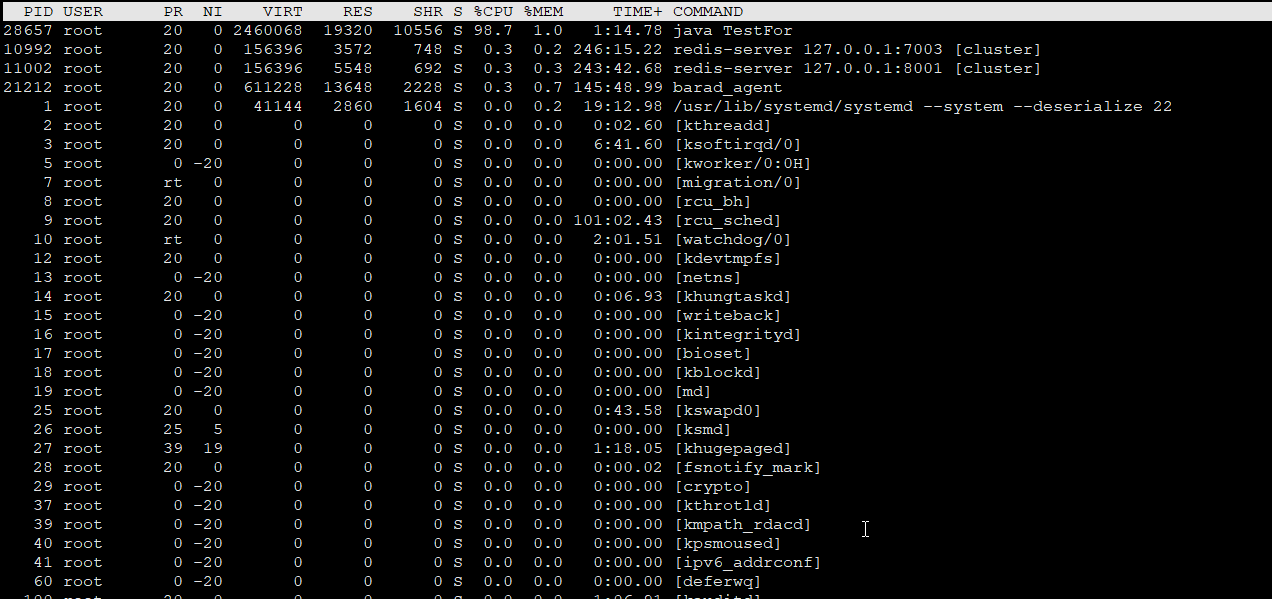 PID USER PR NI VIRT RES SHR S %CPU %MEM TIME+ COMMAND
28657 root 20 0 2460068 19320 10556 S 98.7 1.0 1:14.78 java TestFor
10992 root 20 0 156396 3572 748 S 0.3 0.2 246:15.22 redis-server 127.0.0.1:7003 [cluster]
11002 root 20 0 156396 5548 692 S 0.3 0.3 243:42.68 redis-server 127.0.0.1:8001 [cluster]
21212 root 20 0 611228 13648 2228 S 0.3 0.7 145:48.99 barad_agent
1 root 20 0 41144 2860 1604 S 0.0 0.2 19:12.98 /usr/lib/systemd/systemd --system --deserialize 22
2 root 20 0 0 0 0 S 0.0 0.0 0:02.60 [kthreadd]
3 root 20 0 0 0 0 S 0.0 0.0 6:41.60 [ksoftirqd/0]
5 root 0 -20 0 0 0 S 0.0 0.0 0:00.00 [kworker/0:0H]
7 root rt 0 0 0 0 S 0.0 0.0 0:00.00 [migration/0]
8 root 20 0 0 0 0 S 0.0 0.0 0:00.00 [rcu_bh]
9 root 20 0 0 0 0 S 0.0 0.0 101:02.43 [rcu_sched]
10 root rt 0 0 0 0 S 0.0 0.0 2:01.51 [watchdog/0]
12 root 20 0 0 0 0 S 0.0 0.0 0:00.00 [kdevtmpfs]
13 root 0 -20 0 0 0 S 0.0 0.0 0:00.00 [netns]
14 root 20 0 0 0 0 S 0.0 0.0 0:06.93 [khungtaskd]
15 root 0 -20 0 0 0 S 0.0 0.0 0:00.00 [writeback]
16 root 0 -20 0 0 0 S 0.0 0.0 0:00.00 [kintegrityd]
17 root 0 -20 0 0 0 S 0.0 0.0 0:00.00 [bioset]
18 root 0 -20 0 0 0 S 0.0 0.0 0:00.00 [kblockd]
19 root 0 -20 0 0 0 S 0.0 0.0 0:00.00 [md]
25 root 20 0 0 0 0 S 0.0 0.0 0:43.58 [kswapd0]
26 root 25 5 0 0 0 S 0.0 0.0 0:00.00 [ksmd]
27 root 39 19 0 0 0 S 0.0 0.0 1:18.05 [khugepaged]
28 root 20 0 0 0 0 S 0.0 0.0 0:00.02 [fsnotify_mark]
29 root 0 -20 0 0 0 S 0.0 0.0 0:00.00 [crypto]
37 root 0 -20 0 0 0 S 0.0 0.0 0:00.00 [kthrotld]
39 root 0 -20 0 0 0 S 0.0 0.0 0:00.00 [kmpath_rdacd]
40 root 0 -20 0 0 0 S 0.0 0.0 0:00.00 [kpsmoused]
41 root 0 -20 0 0 0 S 0.0 0.0 0:00.00 [ipv6_addrconf]
60 root 0 -20 0 0 0 S 0.0 0.0 0:00.00 [deferwq]